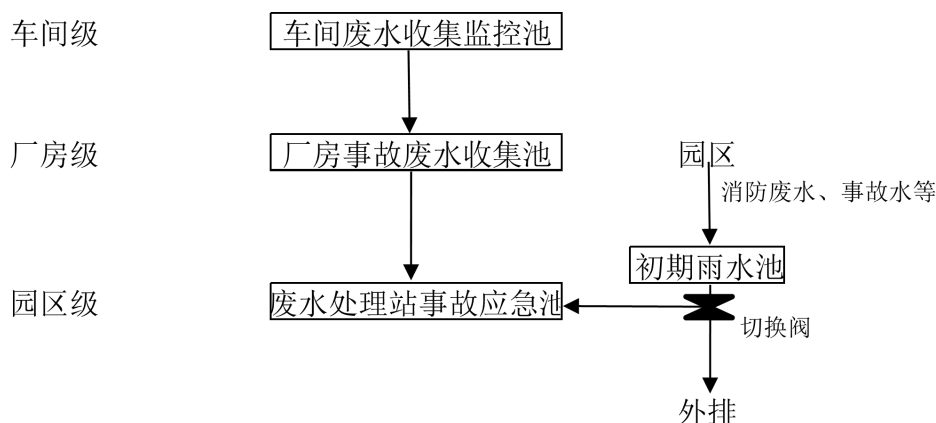 车间级
车间废水收集监控池
厂房级
厂房事故废水收集池
园区
消防废水、事故水等
初期雨水池
园区级
废水处理站事故应急池
切换阀
外排